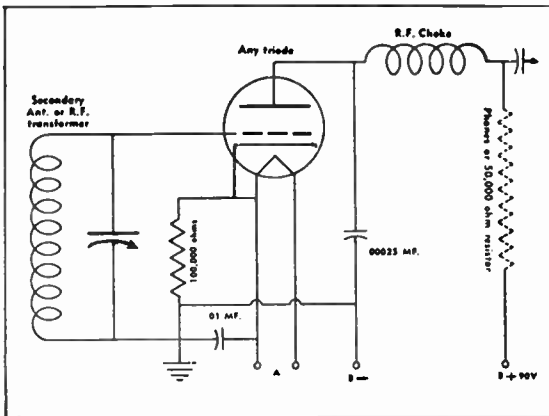 R.F. Choke
Any triode
Secondary
Ant. or R.F.
transformer
Phones or 50,000 ohm
resistor
100,000 ohms
00025 MF.
01 MF.
A
B—
B + 90V